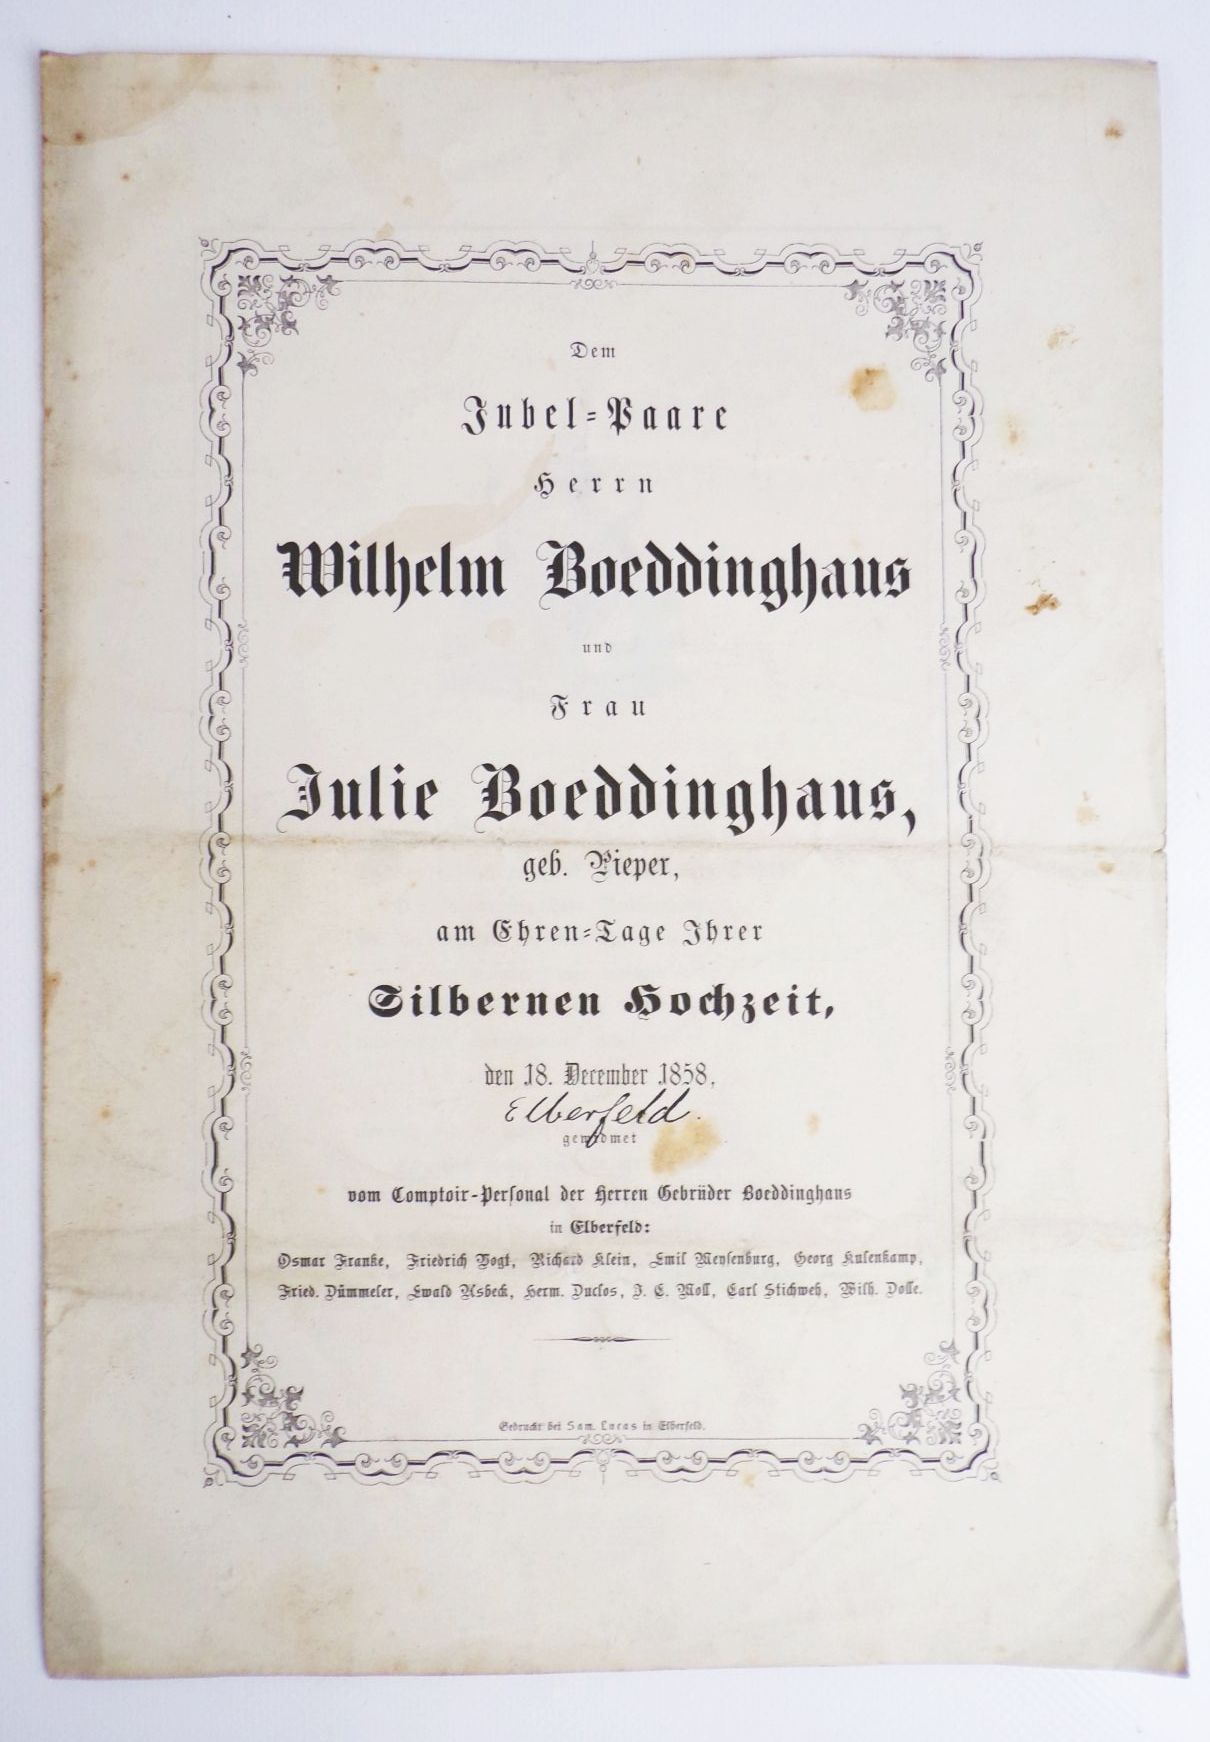 Dem
Jubel-Paare
Herrn
Wilhelm Boeddinghaus
und
Frau
Julie Boeddinghaus,
geb. Pieper,
am Ehren-Tage Ihrer
Silbernen Hochzeit,
den 18. December 1858,
Elberfeld.
gewidmet
vom Comptoir-Personal der Herren Gebrüder Boeddinghaus
in Elberfeld:
Osmar Franke, Friedrich Vogt, Richard Klein, Emil Meysenburg, Georg Kusenkamp,
Fried. Dümmeler, Ewald Asbeck, Herm. Duclos, J. C. Moll, Carl Stichweh, Wilh. Dolle.
Gedruckt bei Sam. Lucas in Elberfeld.